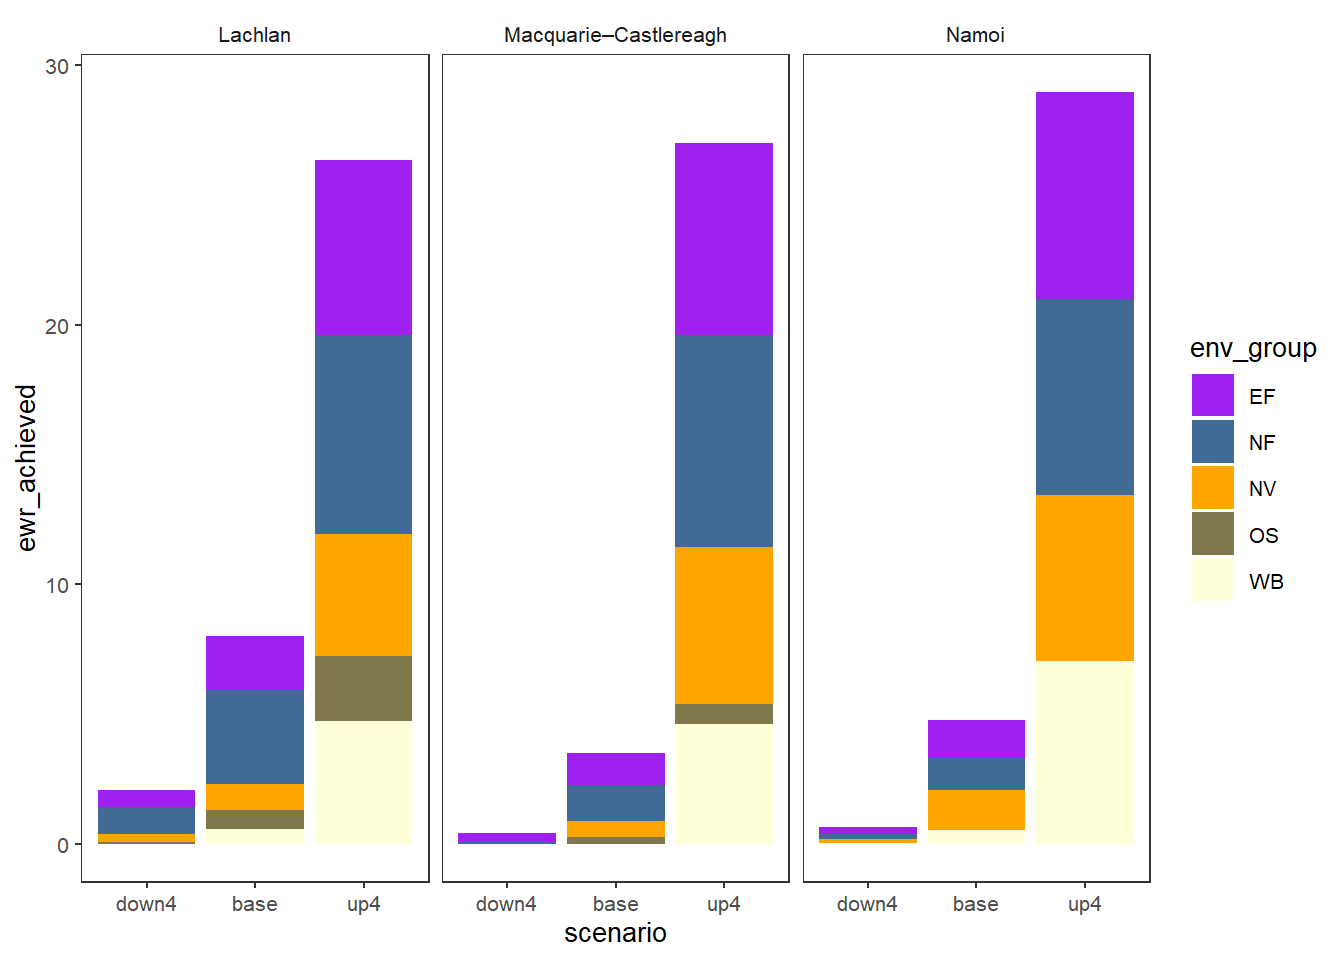 Lachlan
Macquarie–Castlereagh
Namoi
30
20
10
0
ewr_achieved
down4 base up4
down4 base up4
down4 base up4
scenario
env_group
EF
NF
NV
OS
WB